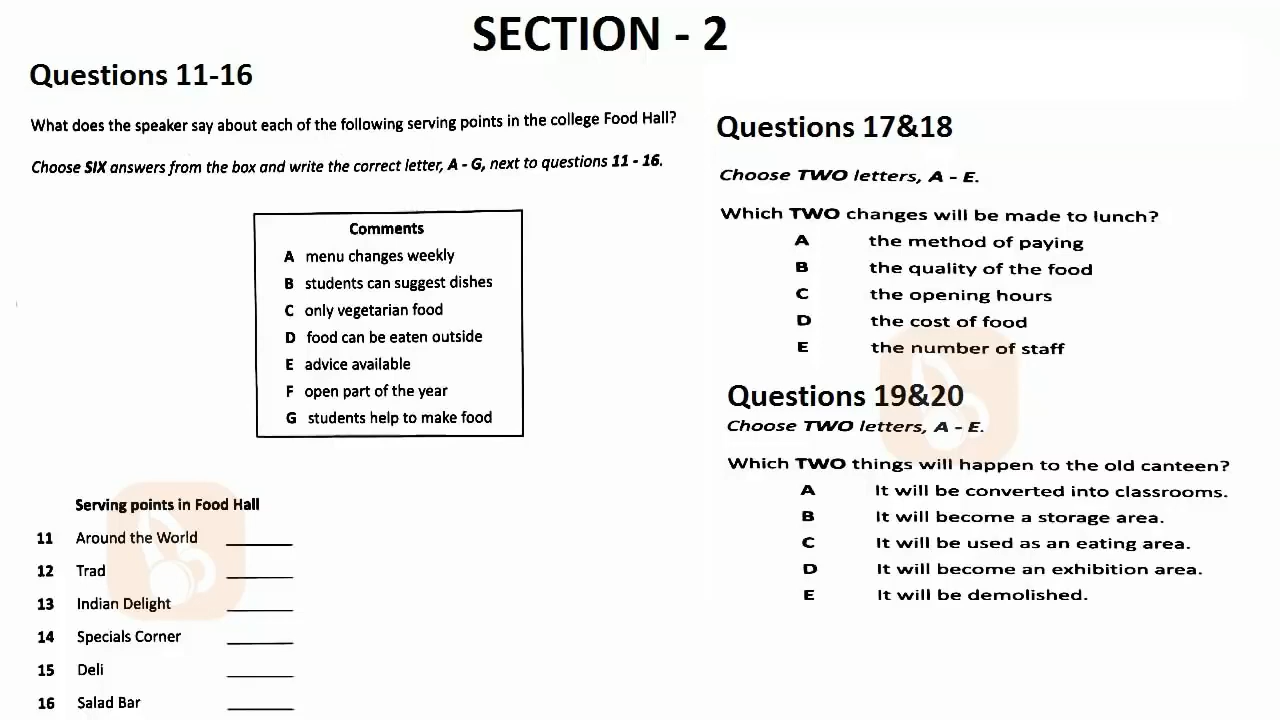 SECTION - 2
Questions 11-16
What does the speaker say about each of the following serving points in the college Food Hall?
Choose SIX answers from the box and write the correct letter, A - G, next to questions 11 - 16.
Comments
A menu changes weekly
B students can suggest dishes
C only vegetarian food
D food can be eaten outside
E advice available
F open part of the year
G students help to make food
Serving points in Food Hall
11 Around the World ______
12 Trad ______
13 Indian Delight ______
14 Specials Corner ______
15 Deli ______
16 Salad Bar ______
Questions 17&18
Choose TWO letters, A - E.
Which TWO changes will be made to lunch?
A the method of paying
B the quality of the food
C the opening hours
D the cost of food
E the number of staff
Questions 19&20
Choose TWO letters, A - E.
Which TWO things will happen to the old canteen?
A It will be converted into classrooms.
B It will become a storage area.
C It will be used as an eating area.
D It will become an exhibition area.
E It will be demolished.